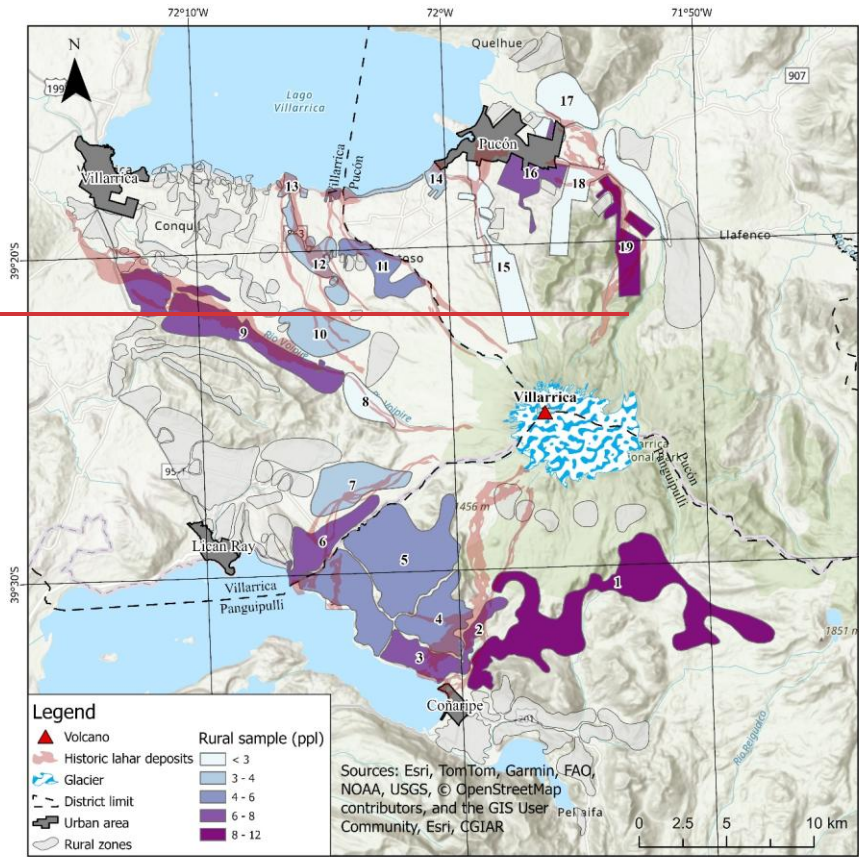 72°10'W
72°0'W
71°50'W
N
Quelhue
199
907
Lago
Villarrica
17
Pucón
Villarrica
Villarrica
Pucón
14
16
18
13
Conqui
Llafenco
39°20'S
12
11
oso
15
19
9
10
Villarrica
8
Pucón
Panguipulli
95-T
7
1456 m
6
Lican Ray
5
39°30'S
Villarrica
Panguipulli
1
4
2
3
1851 m
Coñaripe
201
Río Reigualco
Legend
Volcano
Historic lahar deposits
Glacier
District limit
Urban area
Rural zones
Rural sample (ppl)
< 3
3 - 4
4 - 6
6 - 8
8 - 12
Sources: Esri, TomTom, Garmin, FAO,
NOAA, USGS, © OpenStreetMap
contributors, and the GIS User
Community, Esri, CGIAR
0 2.5 5 10 km